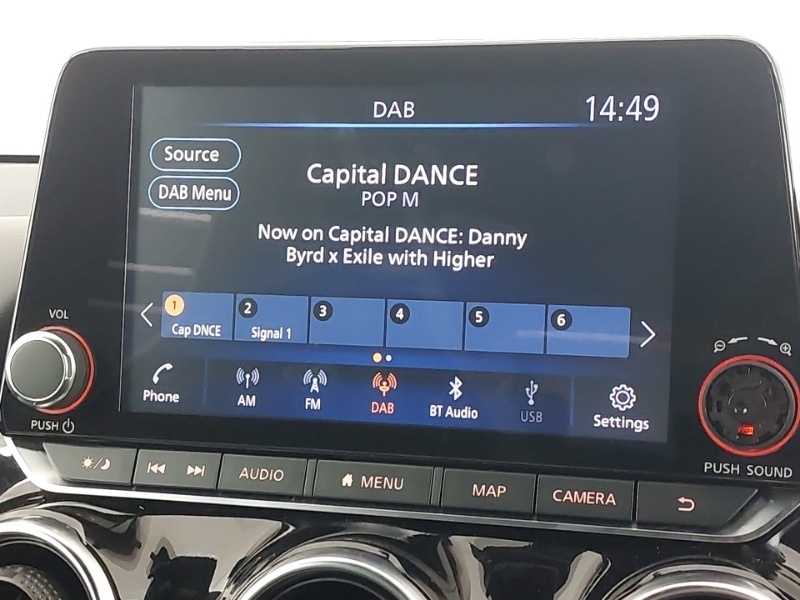 DAB
14:49
Source
DAB Menu
Capital DANCE
POP M
Now on Capital DANCE: Danny
Byrd x Exile with Higher
1
Cap DNCE
2
Signal 1
3
4
5
6
VOL
PUSH
Phone
AM
FM
DAB
BT Audio
USB
Settings
PUSH SOUND
AUDIO
MENU
MAP
CAMERA